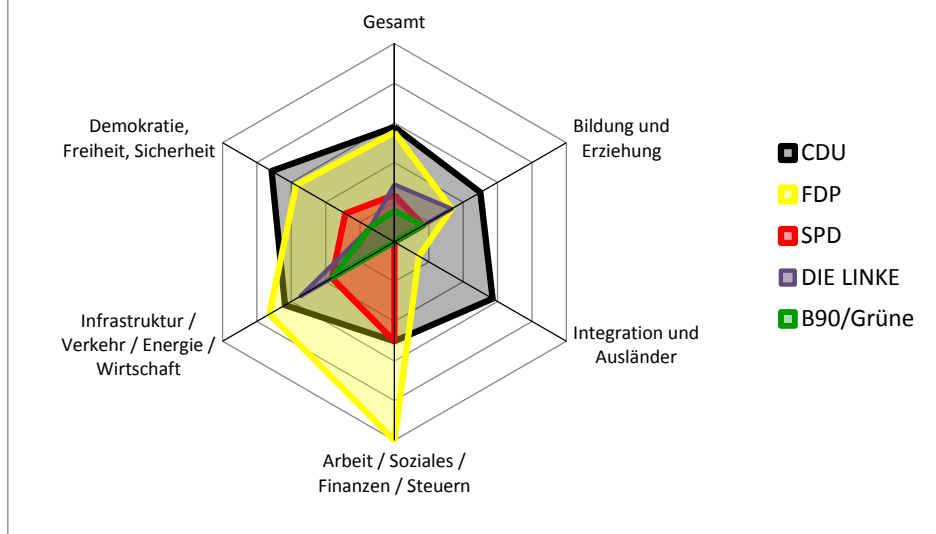 Gesamt
Bildung und
Erziehung
Integration und
Ausländer
Arbeit / Soziales /
Finanzen / Steuern
Infrastruktur /
Verkehr / Energie /
Wirtschaft
Demokratie,
Freiheit, Sicherheit
CDU
FDP
SPD
DIE LINKE
B90/Grüne